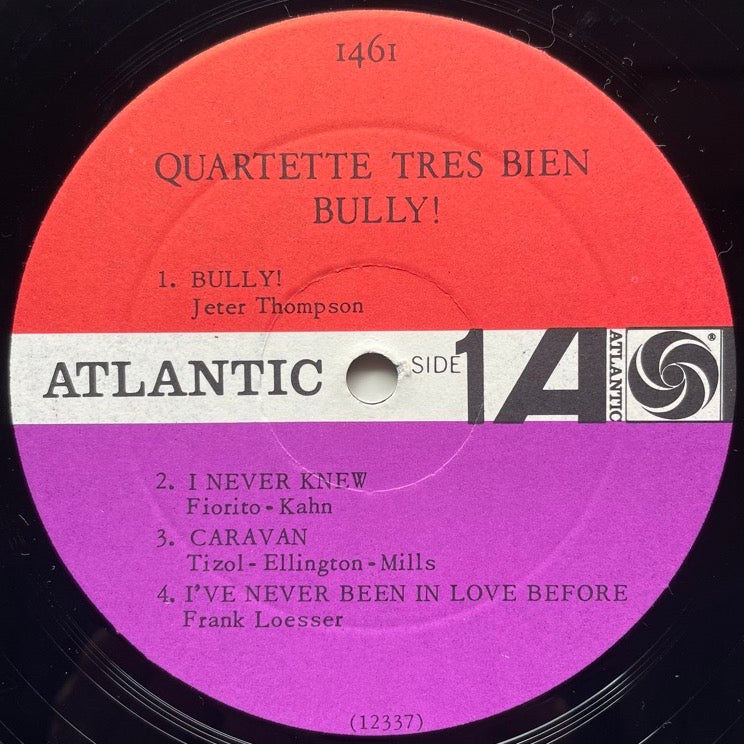 1461
QUARTETTE TRES BIEN
BULLY!
1. BULLY!
Jeter Thompson
ATLANTIC
SIDE 1
A
ATLANTIC
®
2. I NEVER KNEW
Fiorito-Kahn
3. CARAVAN
Tizol-Ellington-Mills
4. I'VE NEVER BEEN IN LOVE BEFORE
Frank Loesser
(12337)